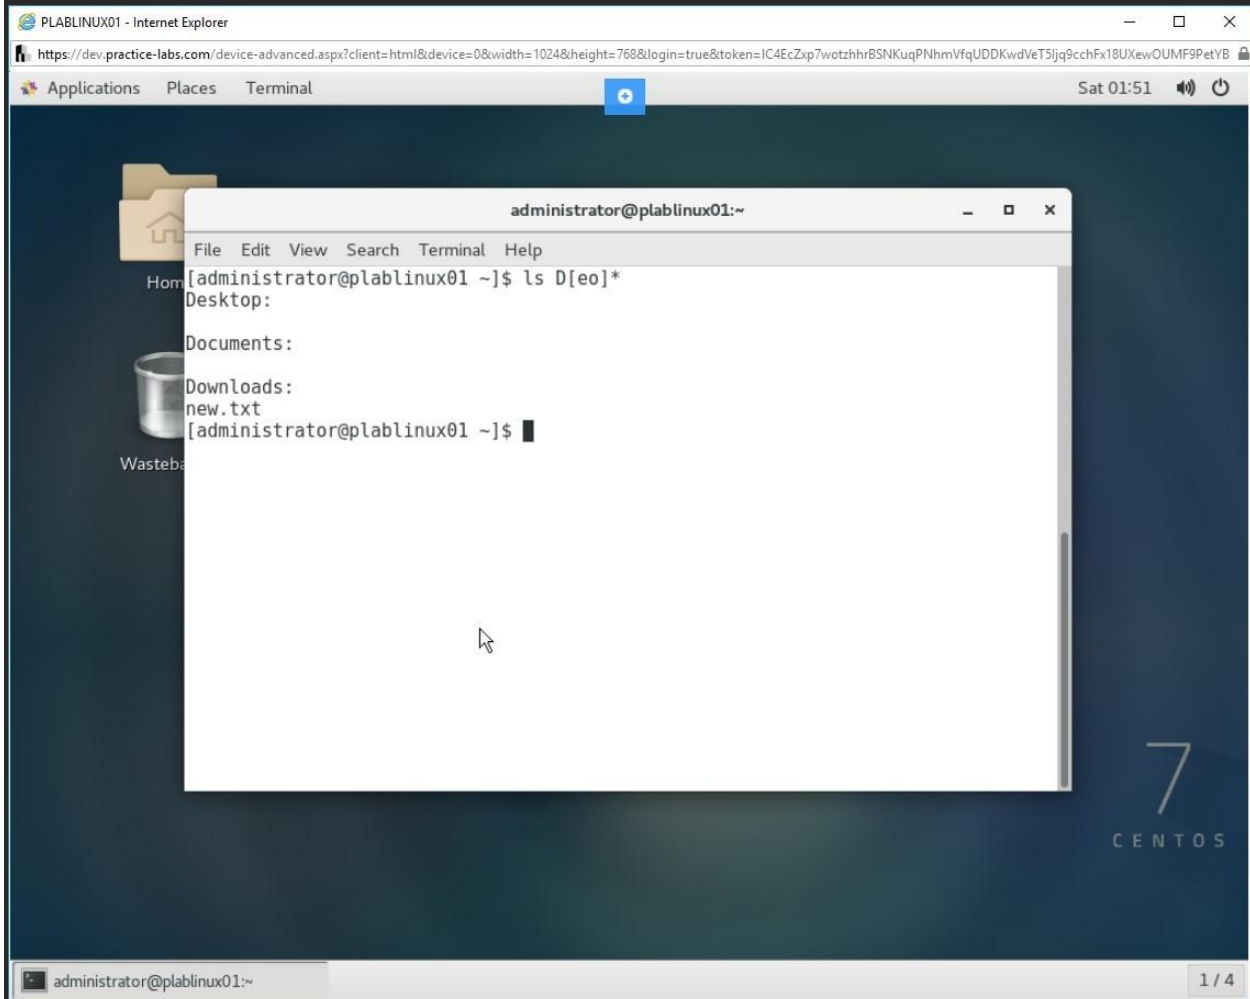 PLABLINUX01 - Internet Explorer
https://dev.practice-labs.com/device-advanced.aspx?client=html&device=0&width=1024&height=768&login=true&token=
Applications Places Terminal Sat 01:51
administrator@plablinux01:~
File Edit View Search Terminal Help
[administrator@plablinux01 ~]$ ls D[eo]*
Desktop:
Documents:
Downloads:
new.txt
[administrator@plablinux01 ~]$
Hom
Wasteba
7
CENTOS
administrator@plablinux01:~
1 / 4